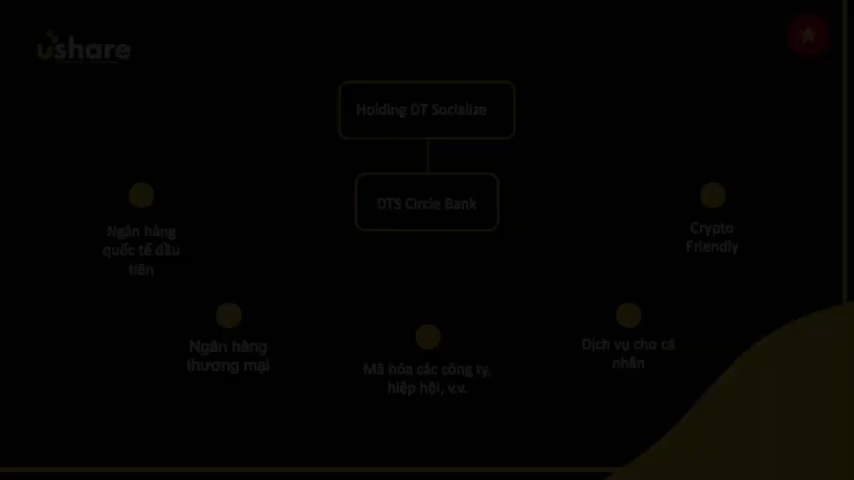 ushare
Holding DT Socialize
DTS Circle Bank
Ngân hàng
quốc tế đầu
tiên
Crypto
Friendly
Ngân hàng
thương mại
Mã hóa các công ty,
hiệp hội, v.v.
Dịch vụ cho cá
nhân